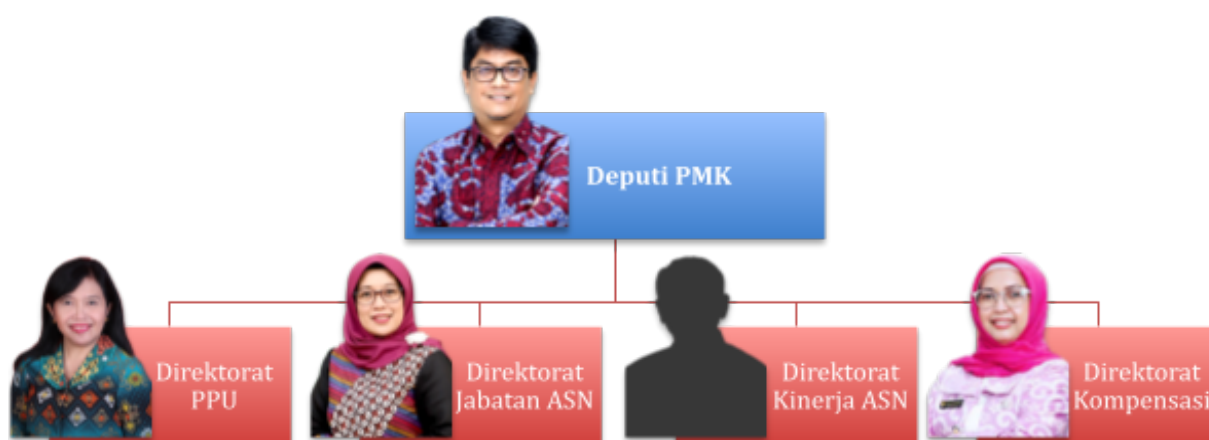 Deputi PMK
Direktorat
PPU
Direktorat
Jabatan ASN
Direktorat
Kinerja ASN
Direktorat
Kompensasi